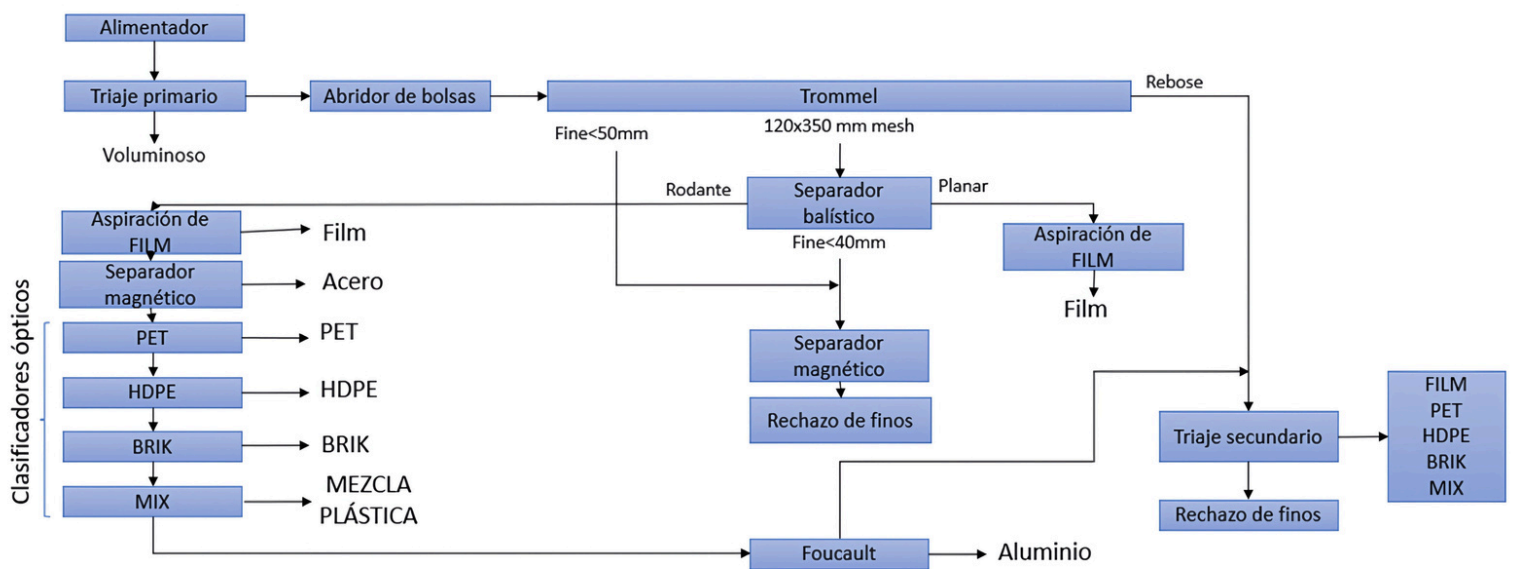 Alimentador
Triaje primario
Abridor de bolsas
Trommel
Rebose
Voluminoso
Fine<50mm
120x350 mm mesh
Rodante
Separador
balístico
Planar
Aspiración de
FILM
Film
Fine<40mm
Aspiración de
FILM
Film
Separador
magnético
Acero
Clasificadores ópticos
PET
PET
HDPE
HDPE
BRIK
BRIK
MIX
MEZCLA
PLÁSTICA
Separador
magnético
Rechazo de finos
Foucault
Aluminio
Triaje secundario
Rechazo de finos
FILM
PET
HDPE
BRIK
MIX